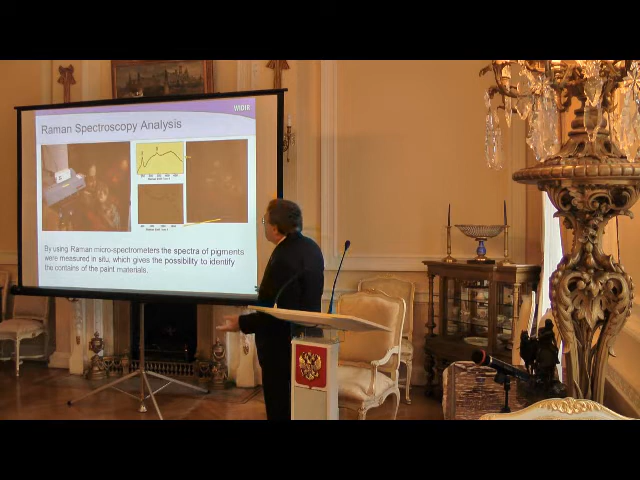 WIDIR
Raman Spectroscopy Analysis
By using Raman micro-spectrometers the spectra of pigments
were measured in situ, which gives the possibility to identify
the contains of the paint materials.